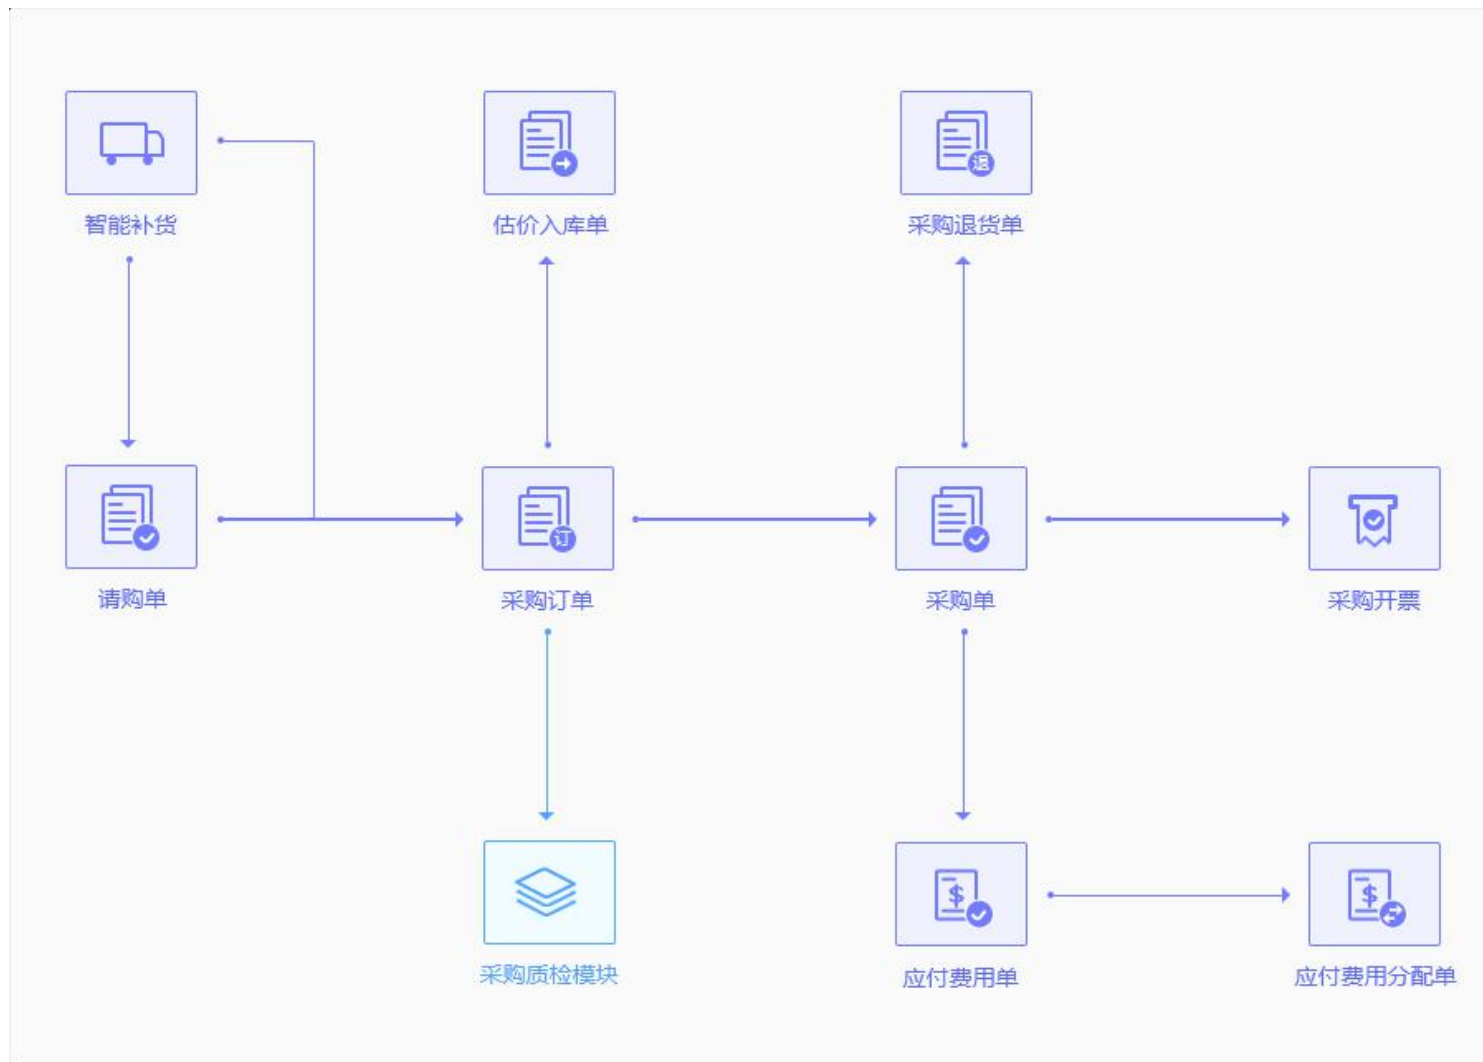 退
智能补货
估价入库单
采购退货单
订
请购单
采购订单
采购单
采购开票
$
$
采购质检模块
应付费用单
应付费用分配单